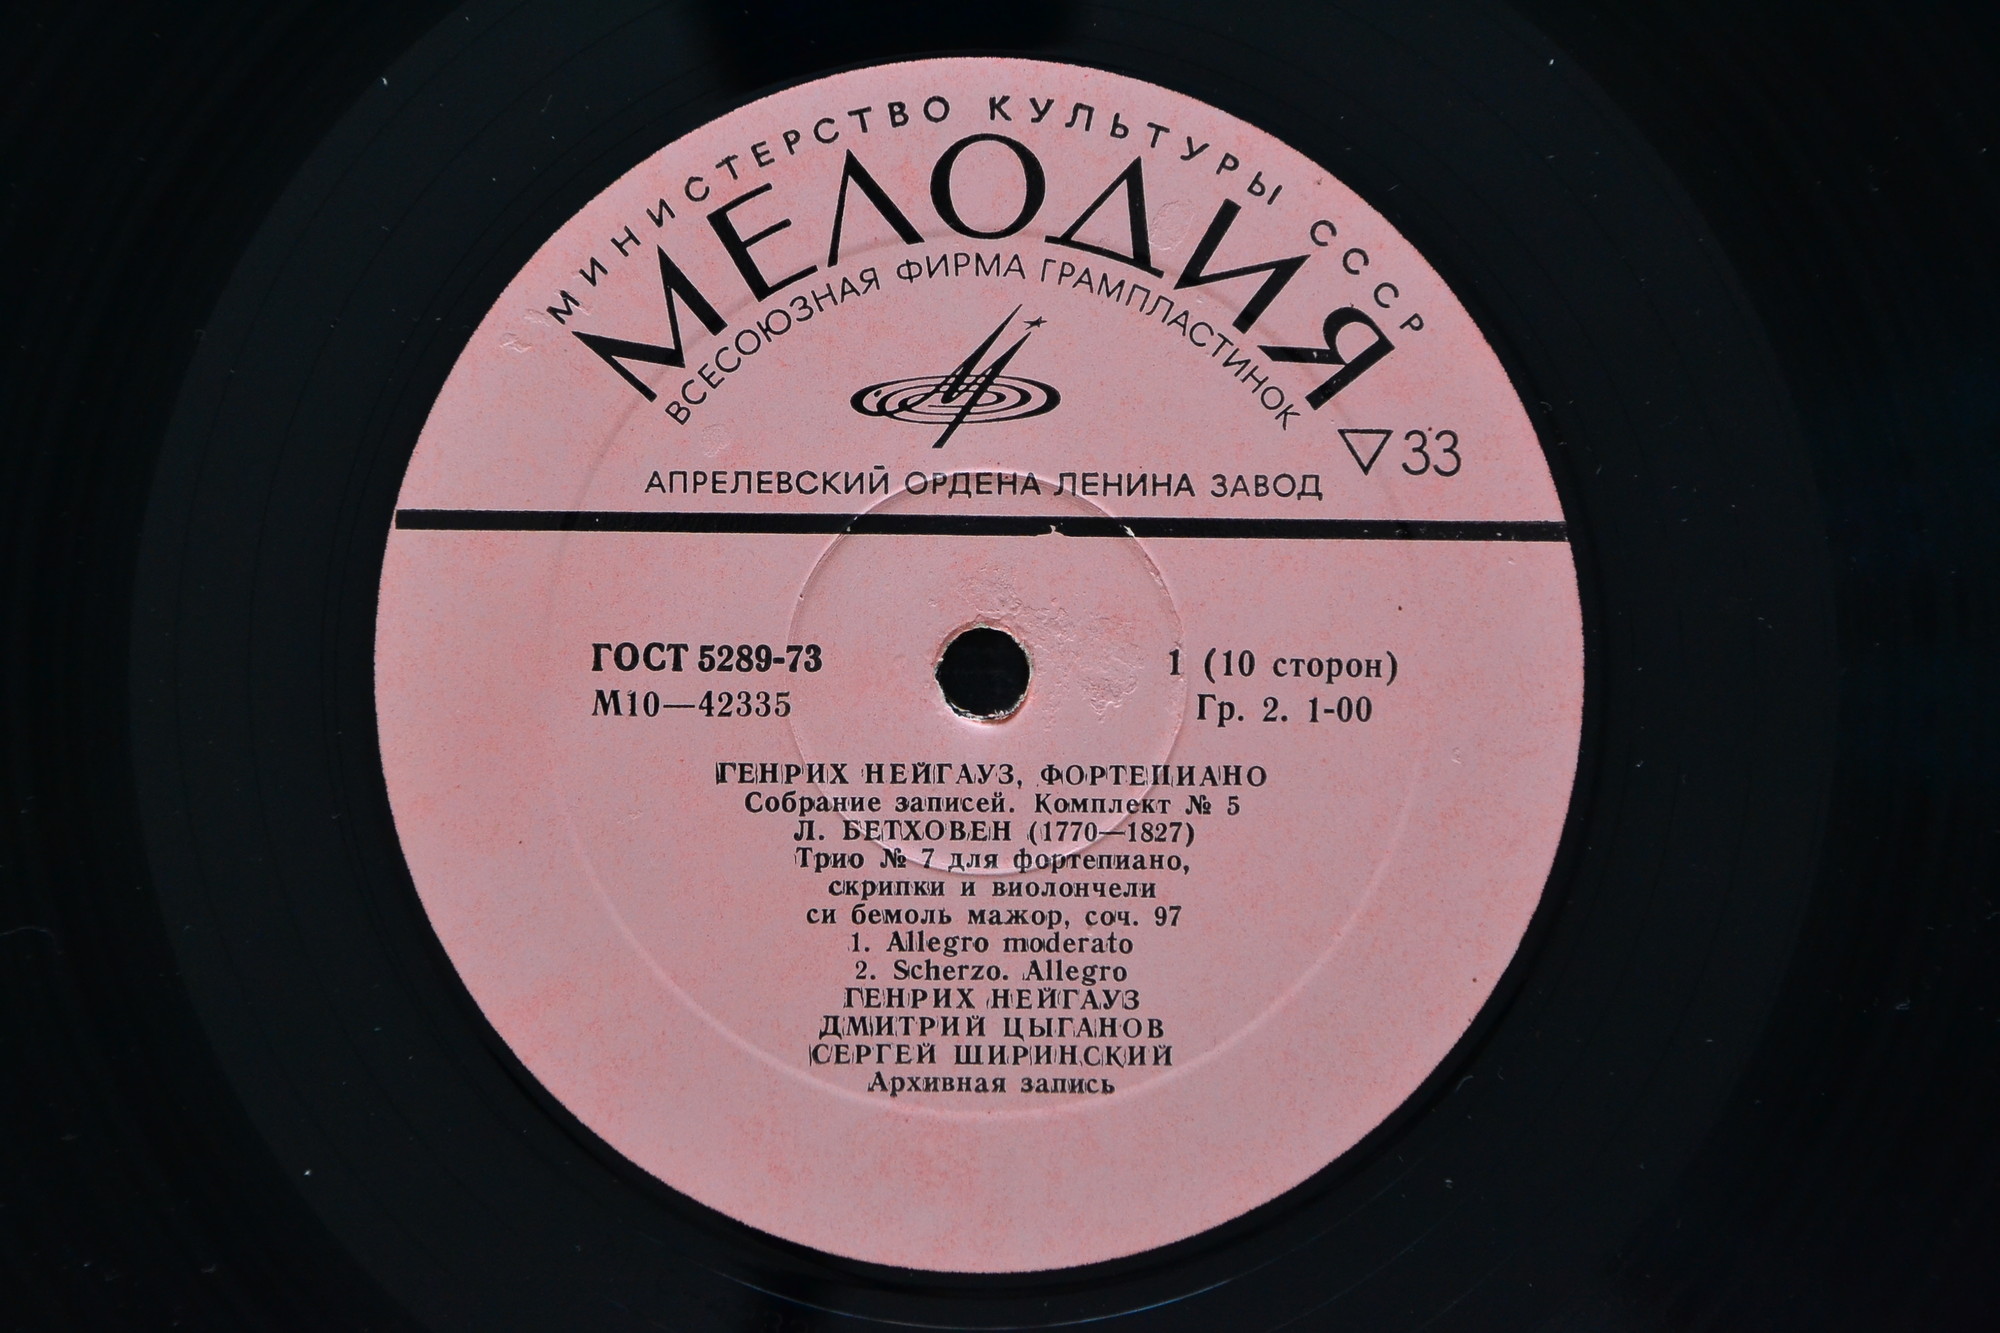 МИНИСТЕРСТВО КУЛЬТУРЫ СССР
МЕЛОДИЯ
ВСЕСОЮЗНАЯ ФИРМА ГРАМПЛАСТИНОК
▽33
АПРЕЛЕВСКИЙ ОРДЕНА ЛЕНИНА ЗАВОД
ГОСТ 5289-73
М10—42335
1 (10 сторон)
Гр. 2. 1-00
ГЕНРИХ НЕЙГАУЗ, ФОРТЕПИАНО
Собрание записей. Комплект № 5
Л. БЕТХОВЕН (1770—1827)
Трио № 7 для фортепиано,
скрипки и виолончели
си бемоль мажор, соч. 97
1. Allegro moderato
2. Scherzo. Allegro
ГЕНРИХ НЕЙГАУЗ
ДМИТРИЙ ЦЫГАНОВ
СЕРГЕЙ ШИРИНСКИЙ
Архивная запись